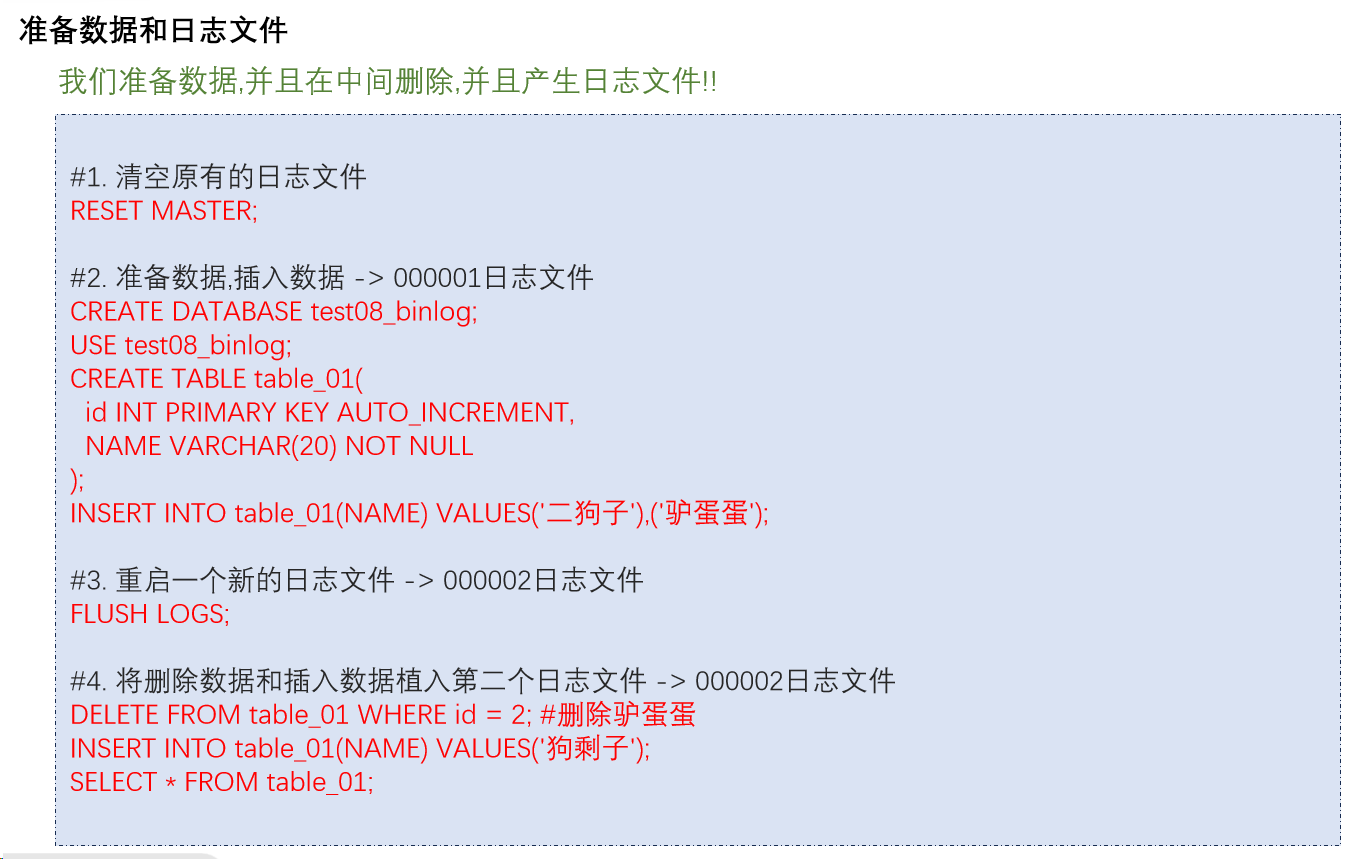 准备数据和日志文件
我们准备数据,并且在中间删除,并且产生日志文件!!
#1. 清空原有的日志文件
RESET MASTER;
#2. 准备数据,插入数据 -> 000001日志文件
CREATE DATABASE test08_binlog;
USE test08_binlog;
CREATE TABLE table_01(
id INT PRIMARY KEY AUTO_INCREMENT,
NAME VARCHAR(20) NOT NULL
);
INSERT INTO table_01(NAME) VALUES('二狗子'),('驴蛋蛋');
#3. 重启一个新的日志文件 -> 000002日志文件
FLUSH LOGS;
#4. 将删除数据和插入数据植入第二个日志文件 -> 000002日志文件
DELETE FROM table_01 WHERE id = 2; #删除驴蛋蛋
INSERT INTO table_01(NAME) VALUES('狗剩子');
SELECT * FROM table_01;